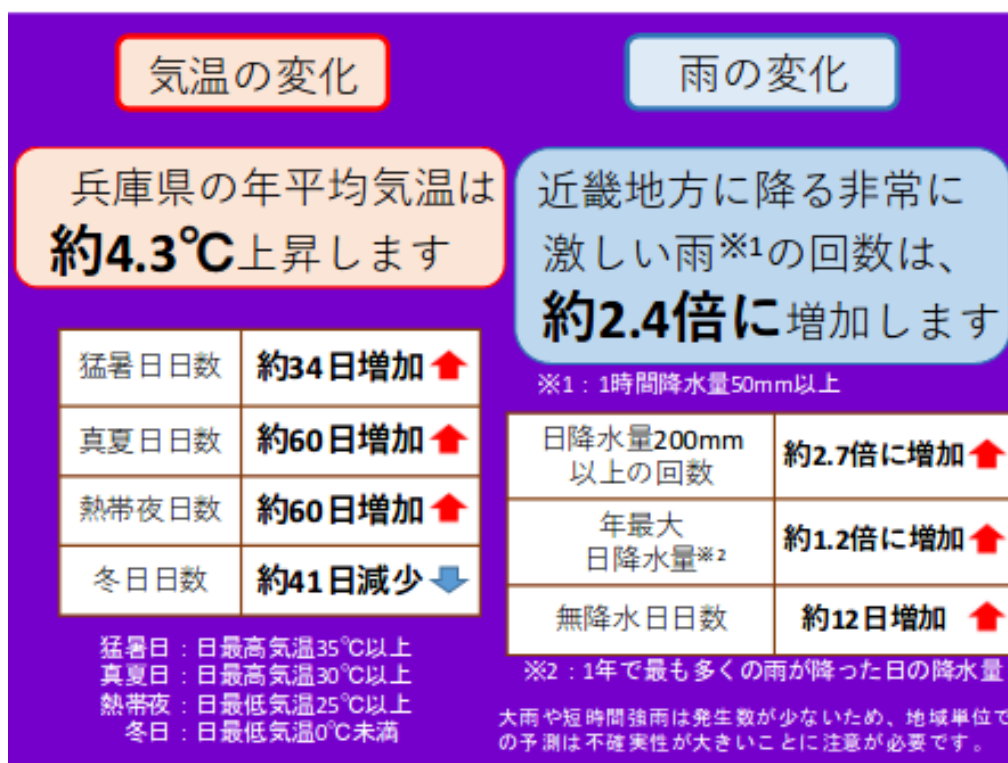 気温の変化
兵庫県の年平均気温は
約4.3℃上昇します
猛暑日日数 約34日増加
真夏日日数 約60日増加
熱帯夜日数 約60日増加
冬日日数 約41日減少
猛暑日：日最高気温35℃以上
真夏日：日最高気温30℃以上
熱帯夜：日最低気温25℃以上
冬日：日最低気温0℃未満
雨の変化
近畿地方に降る非常に
激しい雨※1の回数は、
約2.4倍に増加します
※1：1時間降水量50mm以上
日降水量200mm
以上の回数 約2.7倍に増加
年最大
日降水量※2 約1.2倍に増加
無降水日日数 約12日増加
※2：1年で最も多くの雨が降った日の降水量
大雨や短時間強雨は発生数が少ないため、地域単位で
の予測は不確実性が大きいことに注意が必要です。